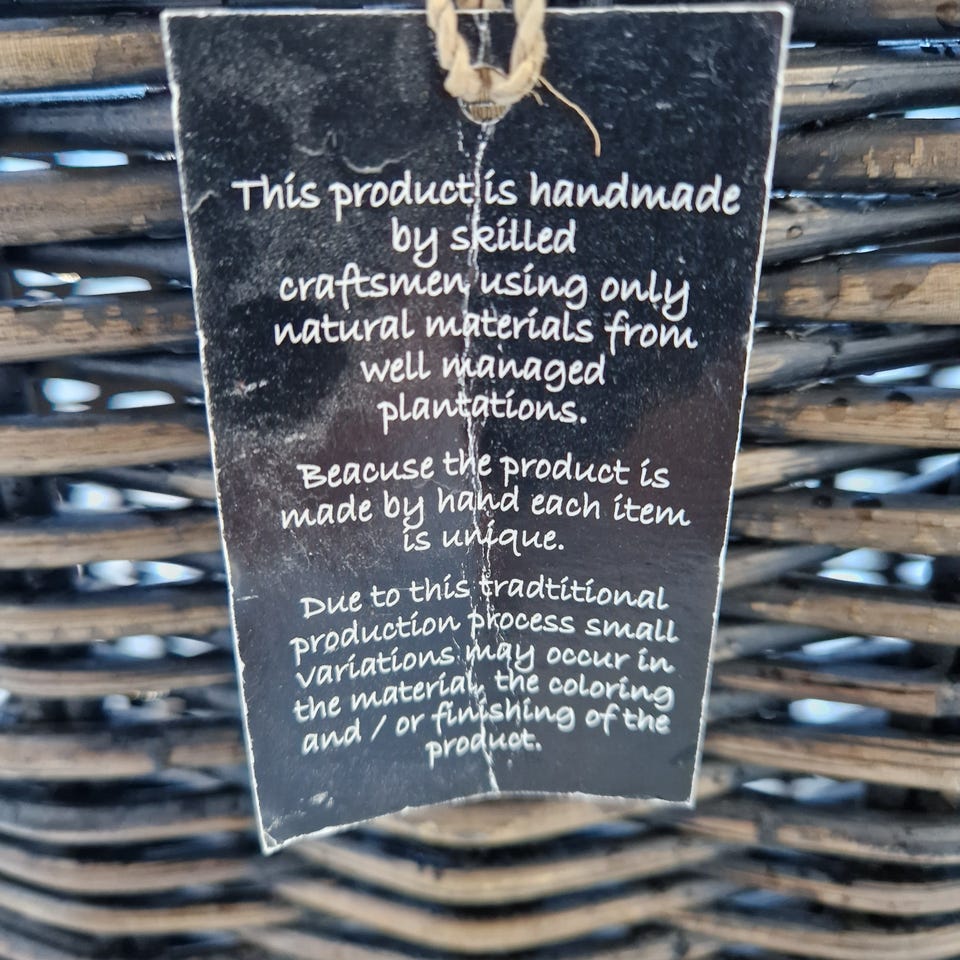 This product is handmade
by skilled
craftsmen using only
natural materials from
well managed
plantations.
Beacuse the product is
made by hand each item
is unique.
Due to this tradtitional
production process small
variations may occur in
the material, the coloring
and / or finishing of the
product.